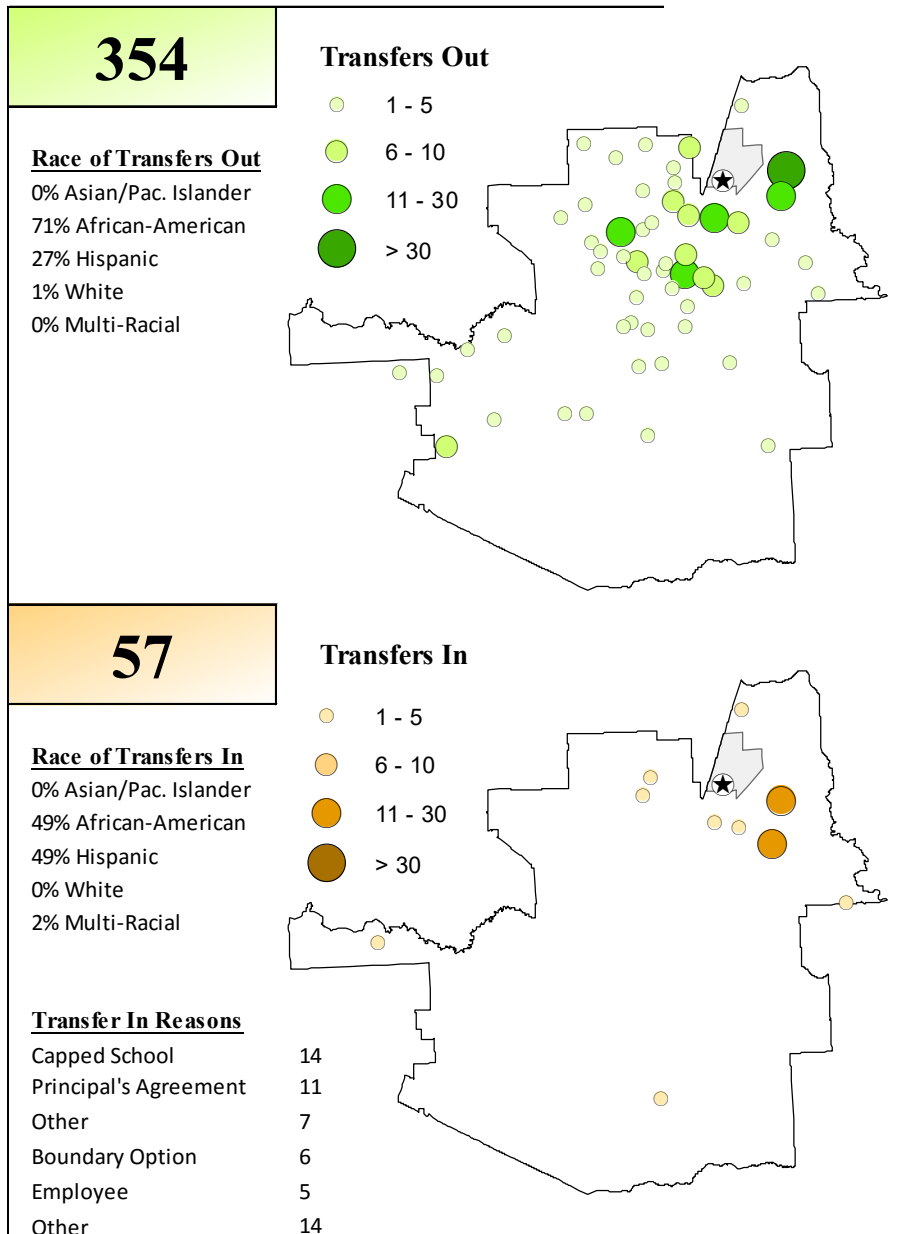 354
Transfers Out
1 - 5
6 - 10
11 - 30
> 30
Race of Transfers Out
0% Asian/Pac. Islander
71% African-American
27% Hispanic
1% White
0% Multi-Racial
57
Transfers In
1 - 5
6 - 10
11 - 30
> 30
Race of Transfers In
0% Asian/Pac. Islander
49% African-American
49% Hispanic
0% White
2% Multi-Racial
Transfer In Reasons
Capped School 14
Principal's Agreement 11
Other 7
Boundary Option 6
Employee 5
Other 14